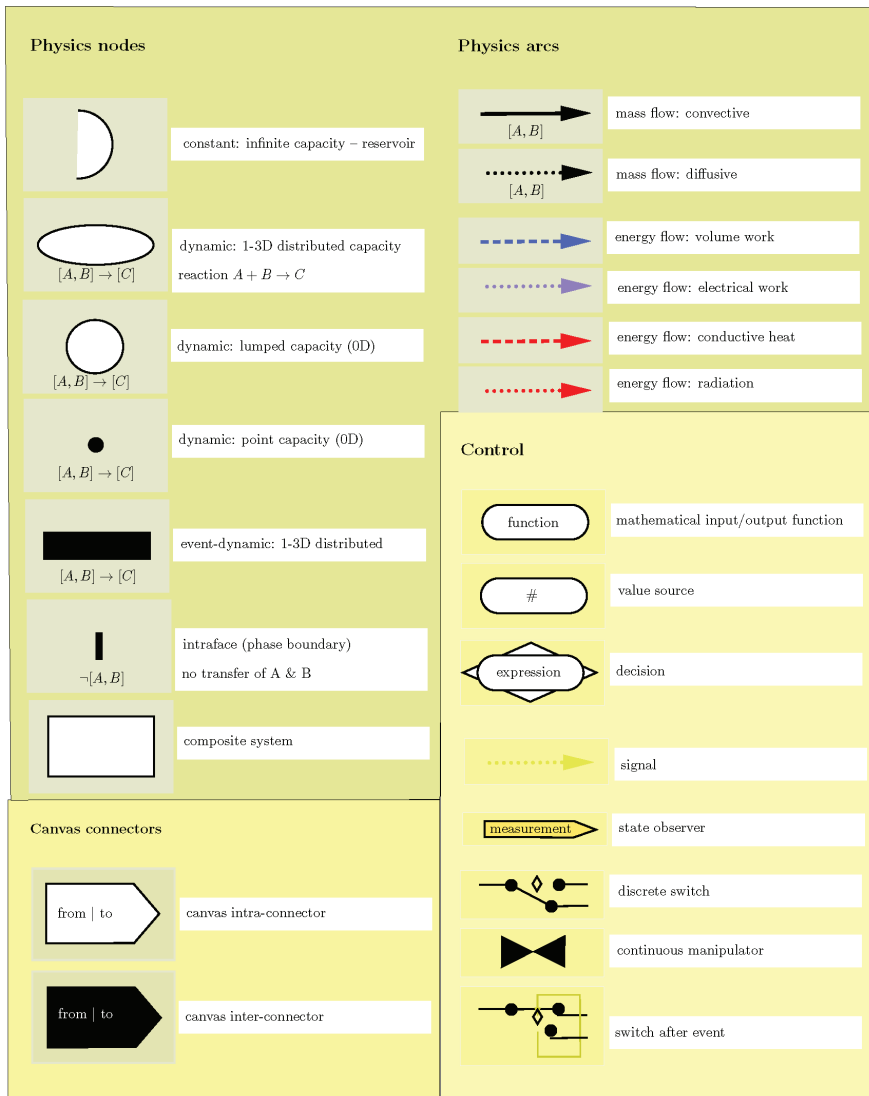 Physics nodes
constant: infinite capacity – reservoir
[A, B] → [C]
dynamic: 1-3D distributed capacity
reaction A + B → C
[A, B] → [C]
dynamic: lumped capacity (0D)
[A, B] → [C]
dynamic: point capacity (0D)
[A, B] → [C]
event-dynamic: 1-3D distributed
¬[A, B]
intraface (phase boundary)
no transfer of A & B
composite system
Canvas connectors
from | to
canvas intra-connector
from | to
canvas inter-connector
Physics arcs
[A, B]
mass flow: convective
[A, B]
mass flow: diffusive
energy flow: volume work
energy flow: electrical work
energy flow: conductive heat
energy flow: radiation
Control
function
mathematical input/output function
#
value source
expression
decision
signal
measurement
state observer
discrete switch
continuous manipulator
switch after event